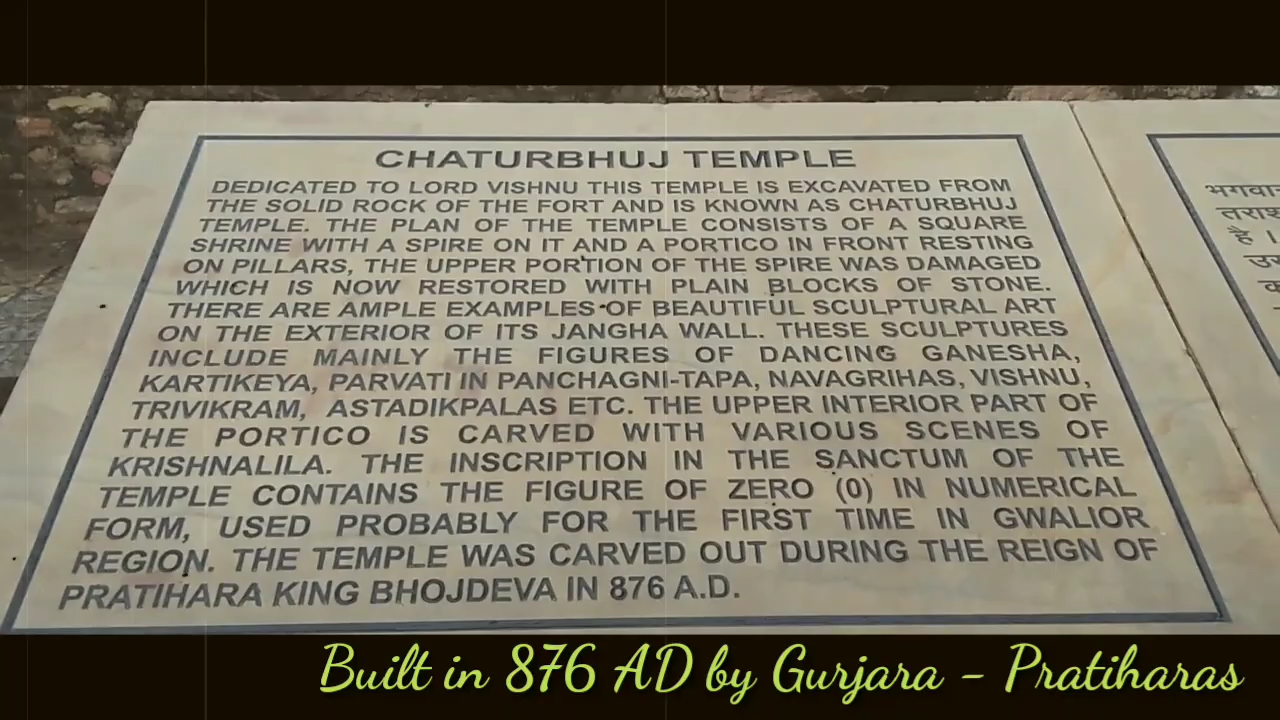 CHATURBHUJ TEMPLE
DEDICATED TO LORD VISHNU THIS TEMPLE IS EXCAVATED FROM
THE SOLID ROCK OF THE FORT AND IS KNOWN AS CHATURBHUJ
TEMPLE. THE PLAN OF THE TEMPLE CONSISTS OF A SQUARE
SHRINE WITH A SPIRE ON IT AND A PORTICO IN FRONT RESTING
ON PILLARS, THE UPPER PORTION OF THE SPIRE WAS DAMAGED
WHICH IS NOW RESTORED WITH PLAIN BLOCKS OF STONE.
THERE ARE AMPLE EXAMPLES OF BEAUTIFUL SCULPTURAL ART
ON THE EXTERIOR OF ITS JANGHA WALL. THESE SCULPTURES
INCLUDE MAINLY THE FIGURES OF DANCING GANESHA,
KARTIKEYA, PARVATI IN PANCHAGNI-TAPA, NAVAGRIHAS, VISHNU,
TRIVIKRAM, ASTADIKPALAS ETC. THE UPPER INTERIOR PART OF
THE PORTICO IS CARVED WITH VARIOUS SCENES OF
KRISHNALILA. THE INSCRIPTION IN THE SANCTUM OF THE
TEMPLE CONTAINS THE FIGURE OF ZERO (0) IN NUMERICAL
FORM, USED PROBABLY FOR THE FIRST TIME IN GWALIOR
REGION. THE TEMPLE WAS CARVED OUT DURING THE REIGN OF
PRATIHARA KING BHOJDEVA IN 876 A.D.
है ।
Built in 876 AD by Gurjara - Pratiharas